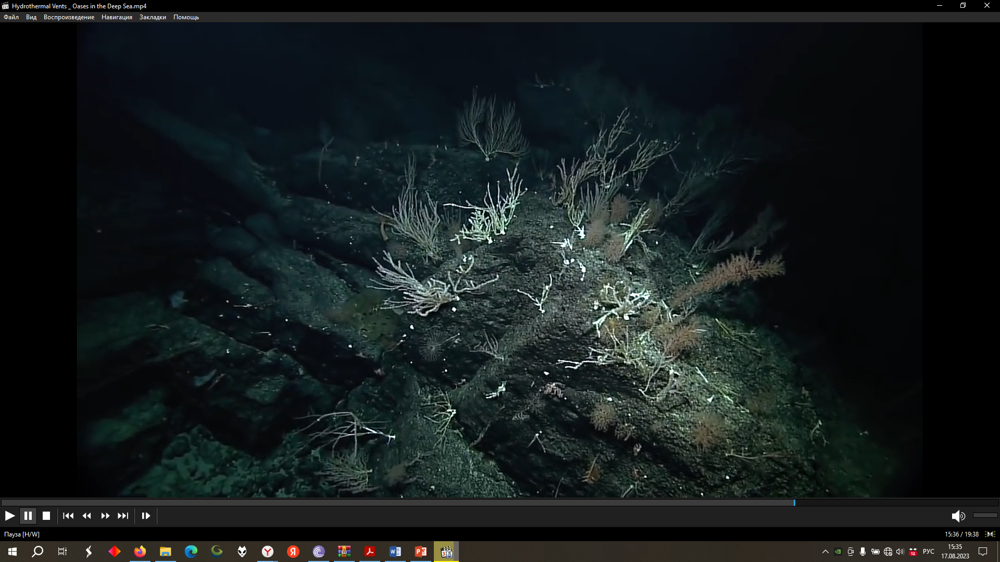 Hydrothermal Vents _ Oases in the Deep Sea.mp4
Файл Вид Воспроизведение Навигация Закладки Помощь
Пауза [H/W]
15:36 / 19:38
РУС
15:35
17.08.2023
12